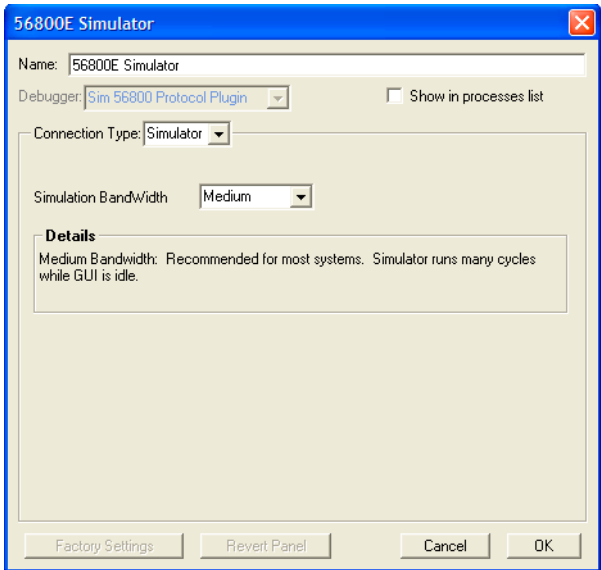 56800E Simulator
Name: 56800E Simulator
Debugger: Sim 56800 Protocol Plugin Show in processes list
Connection Type: Simulator
Simulation BandWidth Medium
Details
Medium Bandwidth: Recommended for most systems. Simulator runs many cycles
while GUI is idle.
Factory Settings Revert Panel Cancel OK